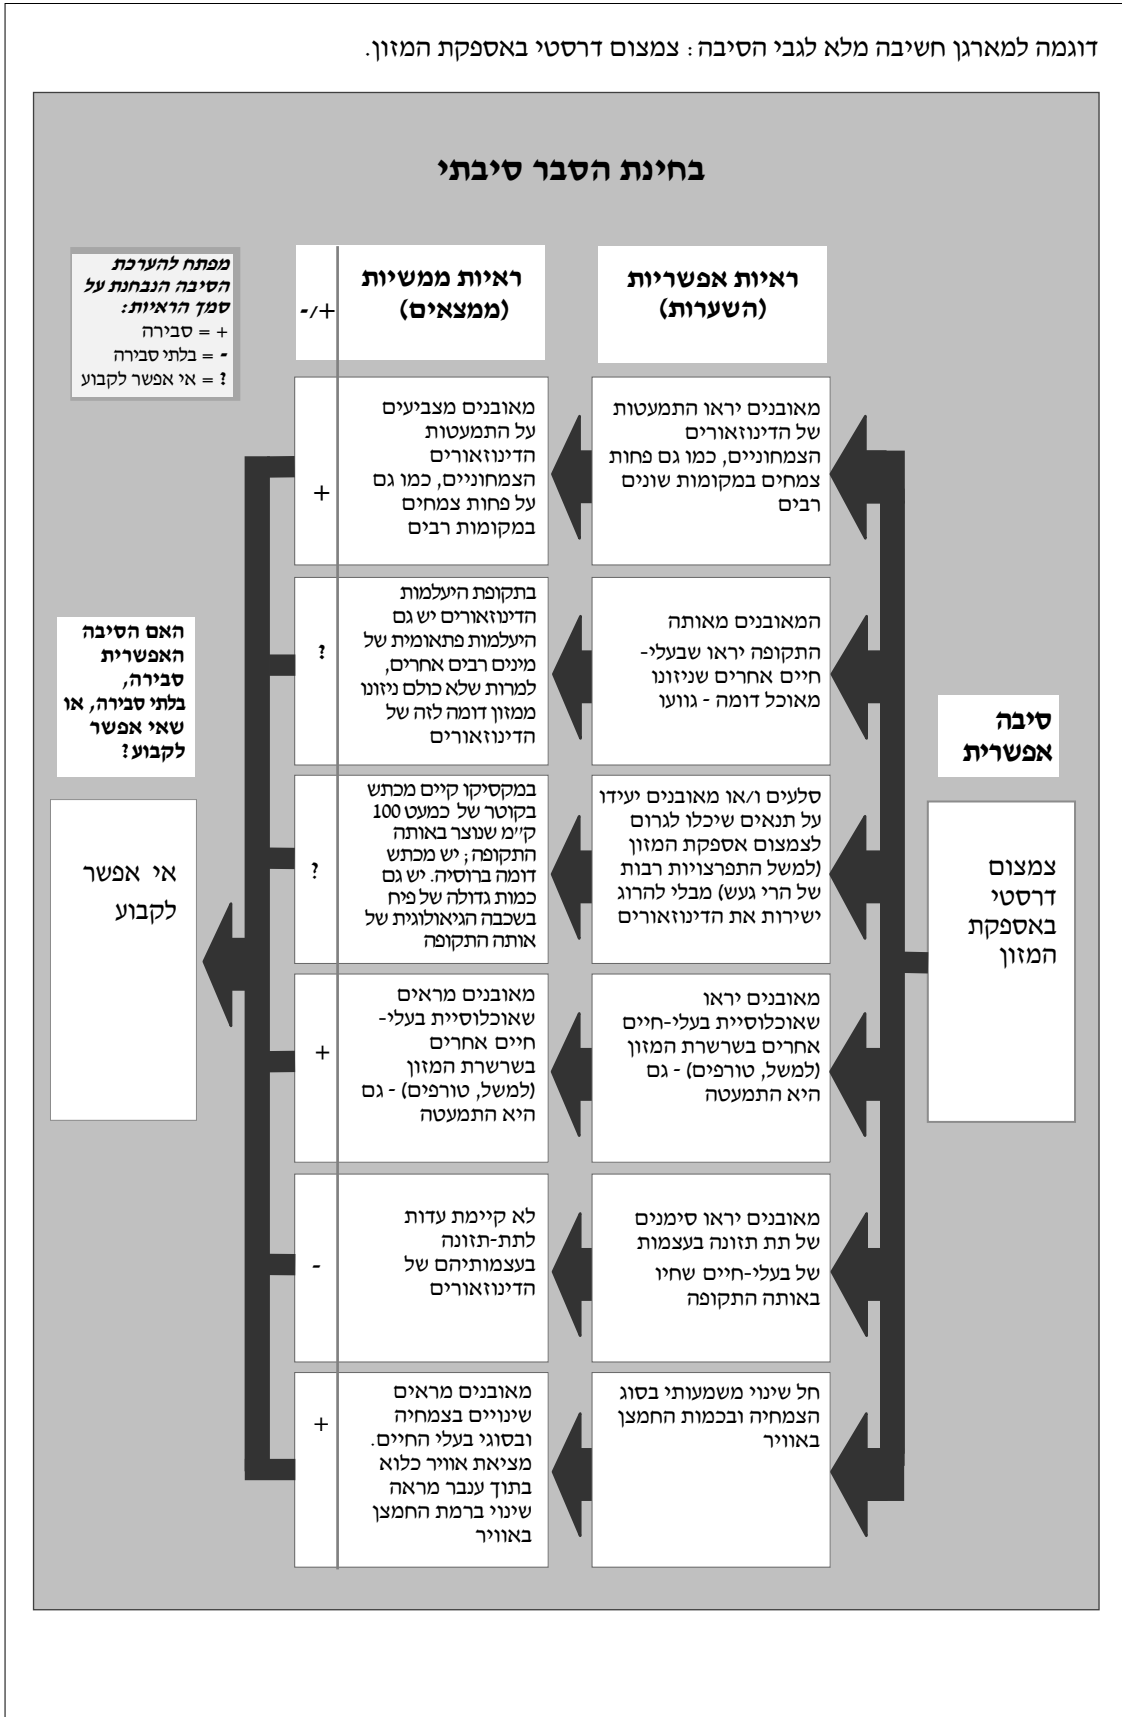 דוגמה למארגן חשיבה מלא לגבי הסיבה: צמצום דרסטי באספקת המזון.
בחינת הסבר סיבתי
סיבה
אפשרית
צמצום
דרסטי
באספקת
המזון
ראיות אפשריות
(השערות)
ראיות ממשיות
(ממצאים)
+/-
מפתח להערכת
הסיבה הנבחנת על
סמך הראיות:
+ = סבירה
- = בלתי סבירה
? = אי אפשר לקבוע
מאובנים יראו התמעטות
של הדינוזאורים
הצמחוניים, כמו גם פחות
צמחים במקומות שונים
רבים
מאובנים מצביעים
על התמעטות
הדינוזאורים
הצמחוניים, כמו גם
על פחות צמחים
במקומות רבים
+
המאובנים מאותה
התקופה יראו שבעלי-
חיים אחרים שניזונו
מאוכל דומה - גוועו
בתקופת היעלמות
הדינוזאורים יש גם
היעלמות פתאומית של
מינים רבים אחרים,
למרות שלא כולם ניזונו
ממזון דומה לזה של
הדינוזאורים
?
סלעים ו/או מאובנים יעידו
על תנאים שיכלו לגרום
לצמצום אספקת המזון
(למשל התפרצויות רבות
של הרי געש) מבלי להרוג
ישירות את הדינוזאורים
במקסיקו קיים מכתש
בקוטר של כמעט 100
ק״מ שנוצר באותה
התקופה; יש מכתש
דומה ברוסיה. יש גם
כמות גדולה של פיח
בשכבה הגיאולוגית של
אותה התקופה
?
מאובנים יראו
שאוכלוסיית בעלי-חיים
אחרים בשרשרת המזון
(למשל, טורפים) - גם
היא התמעטה
מאובנים מראים
שאוכלוסיית בעלי-
חיים אחרים
בשרשרת המזון
(למשל, טורפים) - גם
היא התמעטה
+
מאובנים יראו סימנים
של תת תזונה בעצמות
של בעלי-חיים שחיו
באותה התקופה
לא קיימת עדות
לתת-תזונה
בעצמותיהם של
הדינוזאורים
-
חל שינוי משמעותי בסוג
הצמחיה ובכמות החמצן
באוויר
מאובנים מראים
שינויים בצמחיה
ובסוגי בעלי החיים.
מציאת אוויר כלוא
בתוך ענבר מראה
שינוי ברמת החמצן
באוויר
+
האם הסיבה
האפשרית
סבירה,
בלתי סבירה, או
שאי אפשר
לקבוע?
אי אפשר
לקבוע